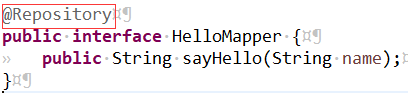 @Repository¤¶
public·interface·HelloMapper·{¤¶
»   public·String·sayHello(String·name);¤¶
}¤¶